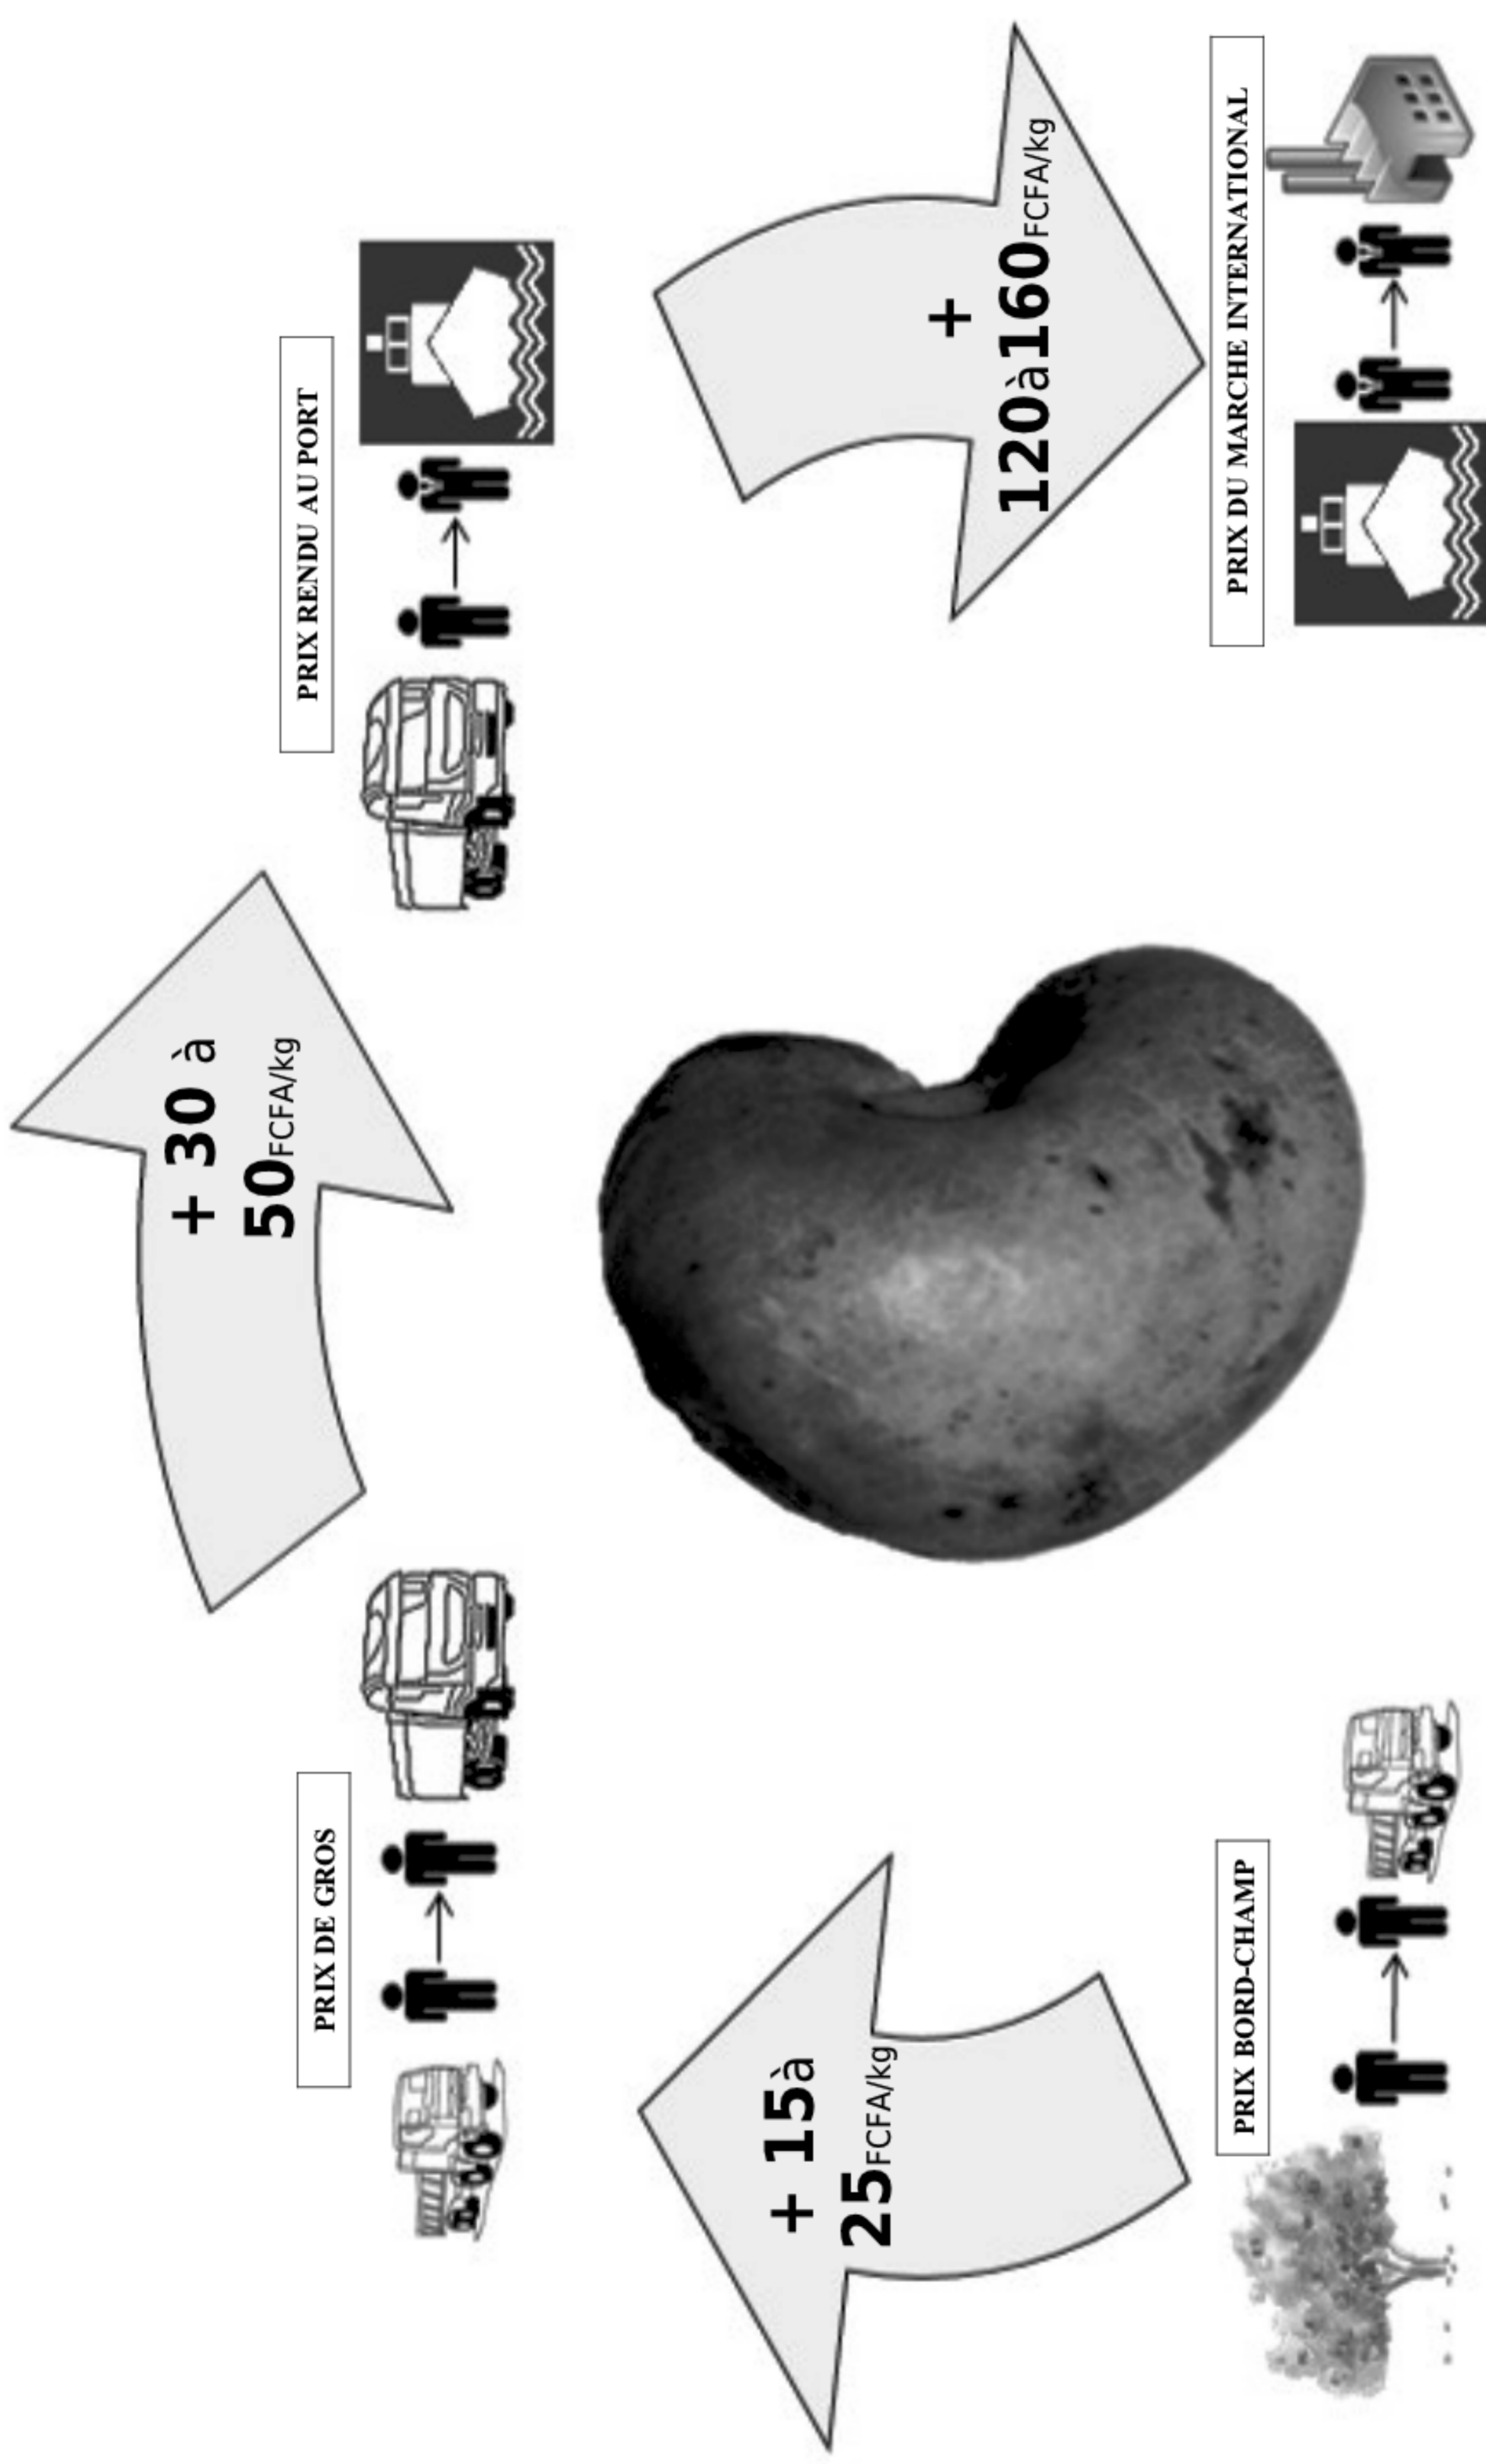 PRIX BORD-CHAMP
+ 15à
25FCFA/kg
PRIX DE GROS
+ 30 à
50FCFA/kg
PRIX RENDU AU PORT
+
120à160FCFA/kg
PRIX DU MARCHE INTERNATIONAL